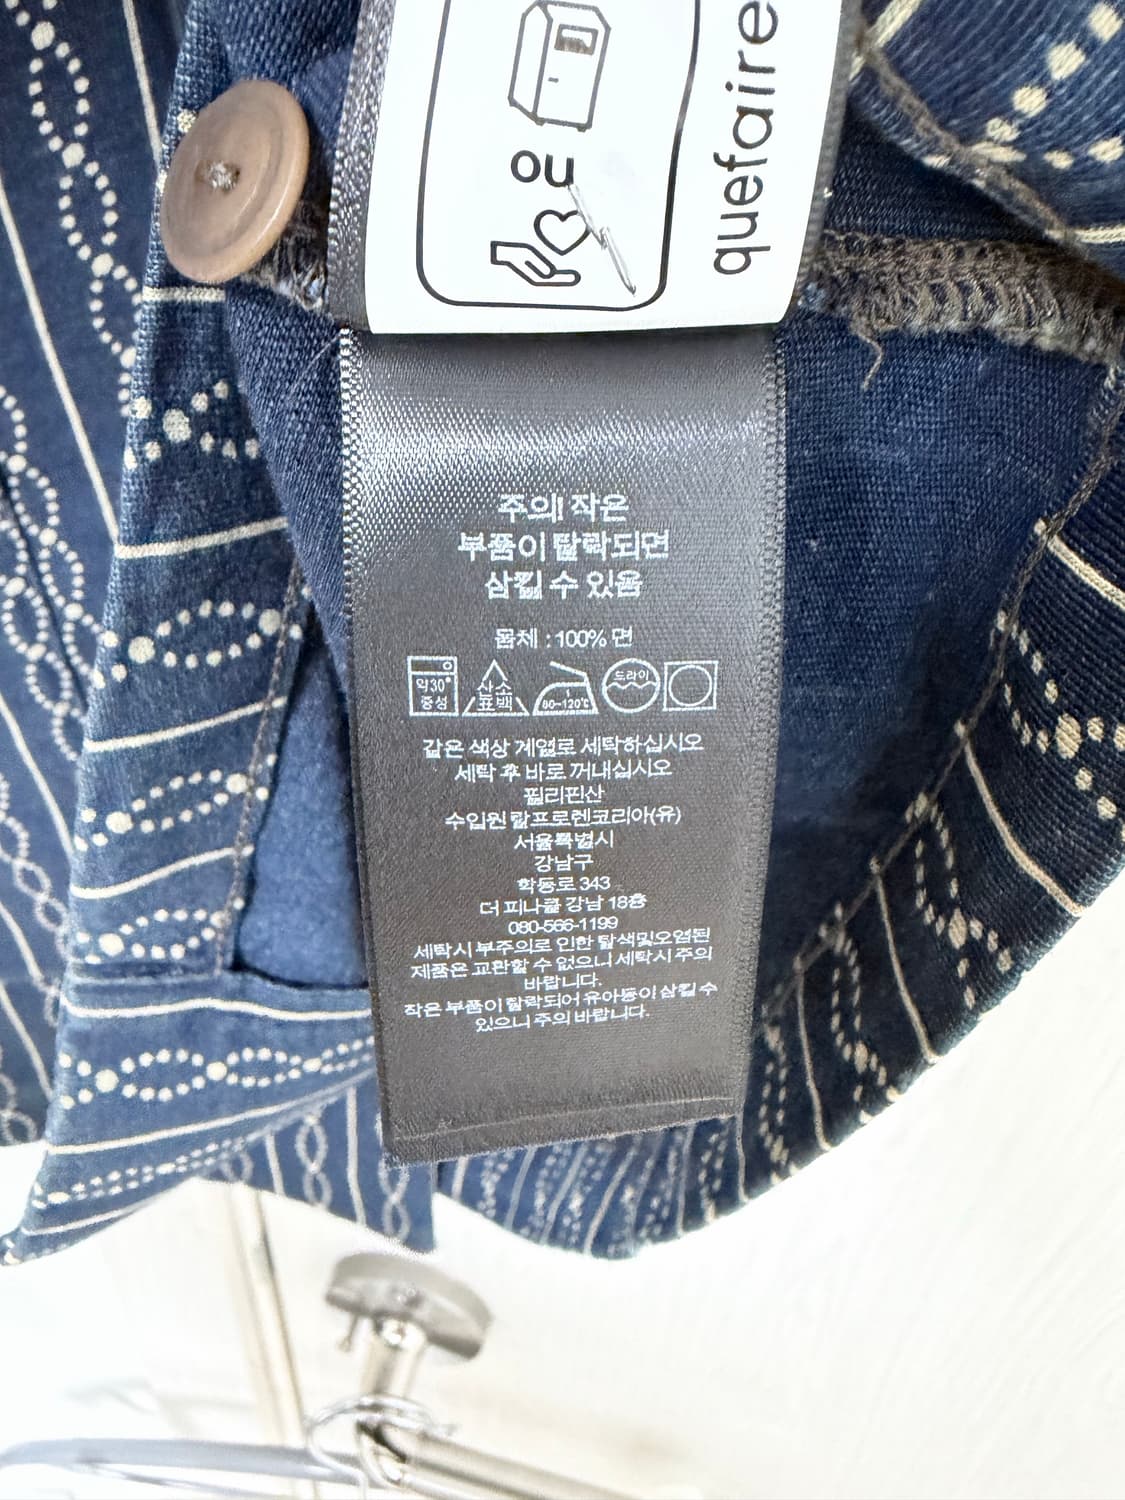 ou
quefaire
주의! 작은
부품이 탈락되면
삼킬 수 있음
몸체 : 100% 면
약30°
중성
산소
표백
80~120℃
드라이
같은 색상 계열로 세탁하십시오
세탁 후 바로 꺼내십시오
필리핀산
수입원 랄프로렌코리아(유)
서울특별시
강남구
학동로 343
더 피나클 강남 18층
080-566-1199
세탁시 부주의로 인한 탈색및오염된
제품은 교환할 수 없으니 세탁시 주의
바랍니다.
작은 부품이 탈락되어 유아동이 삼킬 수
있으니 주의 바랍니다.